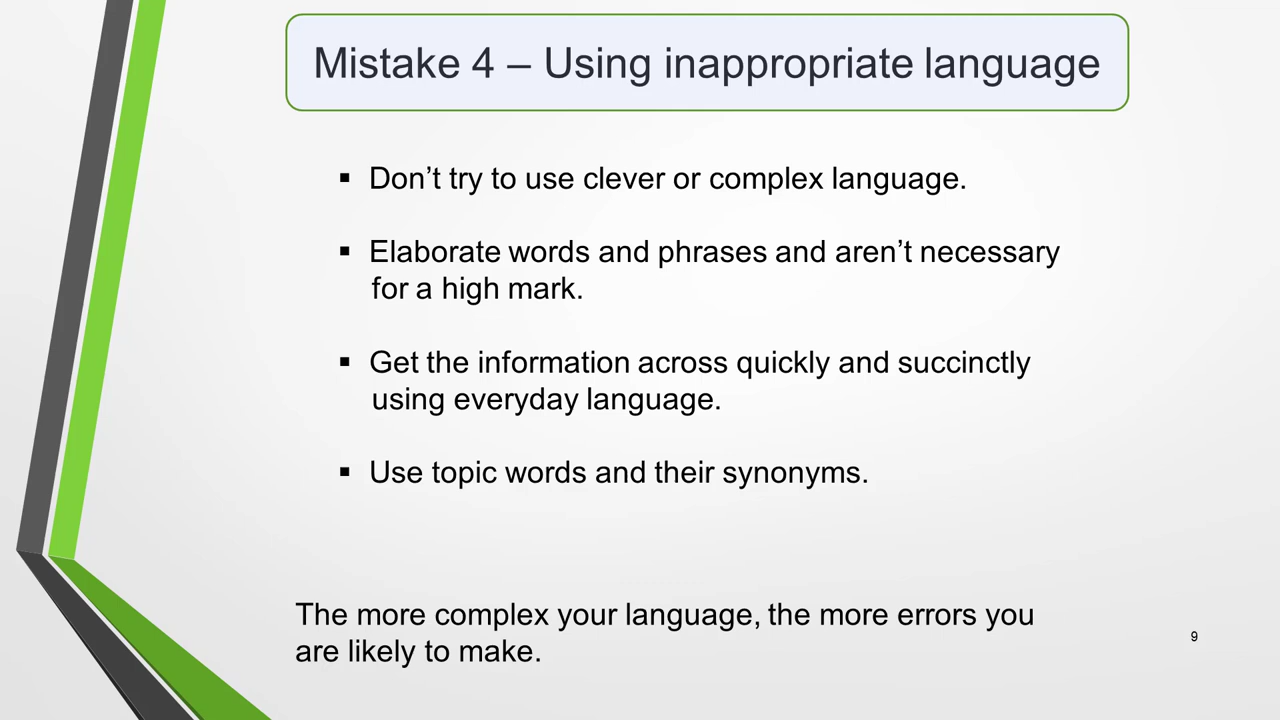 Mistake 4 – Using inappropriate language
▪ Don’t try to use clever or complex language.
▪ Elaborate words and phrases and aren’t necessary
for a high mark.
▪ Get the information across quickly and succinctly
using everyday language.
▪ Use topic words and their synonyms.
The more complex your language, the more errors you
are likely to make.
9